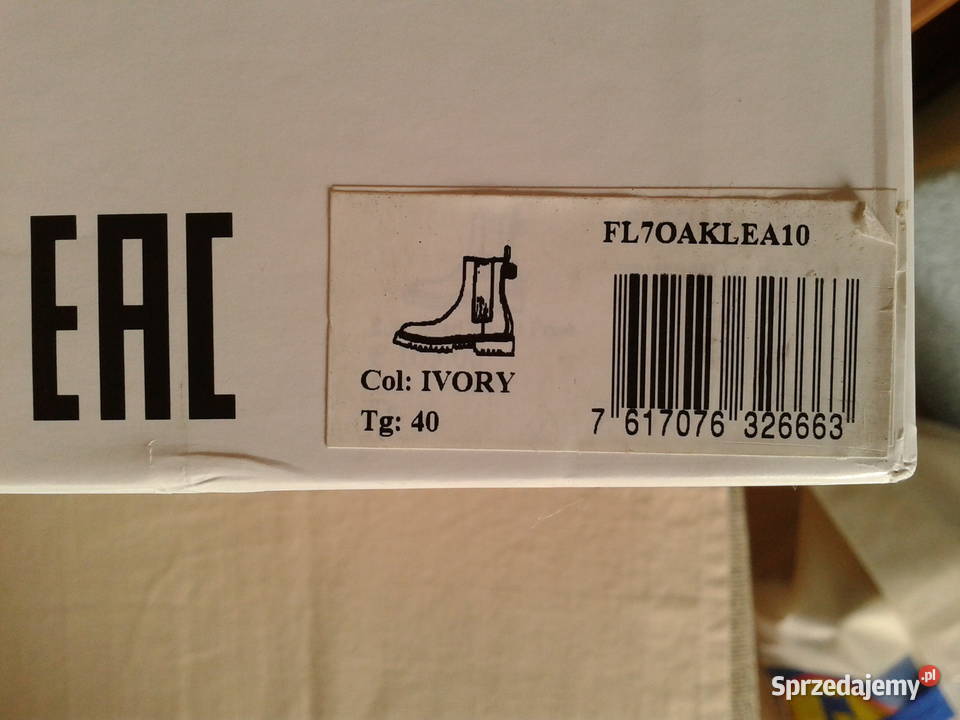 EAC
FL7OAKLEA10
Col: IVORY
Tg: 40
7 617076 326663
Sprzedajemy.pl